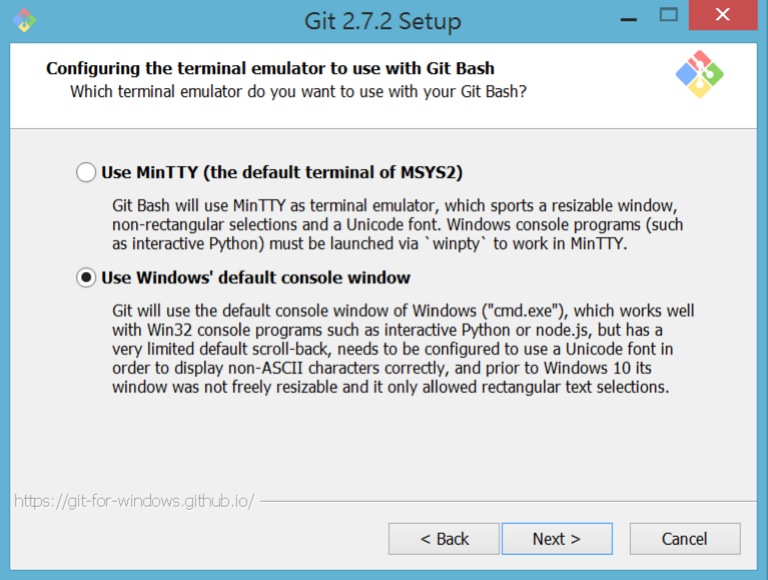 Git 2.7.2 Setup
Configuring the terminal emulator to use with Git Bash
Which terminal emulator do you want to use with your Git Bash?
Use MinTTY (the default terminal of MSYS2)
Git Bash will use MinTTY as terminal emulator, which sports a resizable window,
non-rectangular selections and a Unicode font. Windows console programs (such
as interactive Python) must be launched via `winpty` to work in MinTTY.
Use Windows' default console window
Git will use the default console window of Windows ("cmd.exe"), which works well
with Win32 console programs such as interactive Python or node.js, but has a
very limited default scroll-back, needs to be configured to use a Unicode font in
order to display non-ASCII characters correctly, and prior to Windows 10 its
window was not freely resizable and it only allowed rectangular text selections.
https://git-for-windows.github.io/
< Back
Next >
Cancel